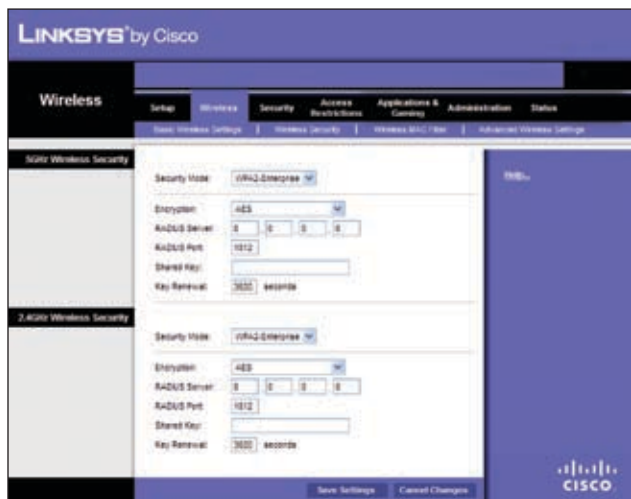 LINKSYS® by Cisco
Wireless
Setup Wireless Security Access Restrictions Applications & Gaming Administration Status
Basic Wireless Settings | Wireless Security | Wireless MAC Filter | Advanced Wireless Settings
5GHz Wireless Security
Security Mode: WPA2-Enterprise
Encryption: AES
RADIUS Server: 0 . 0 . 0 . 0
RADIUS Port: 1812
Shared Key:
Key Renewal: 3600 seconds
Help...
2.4GHz Wireless Security
Security Mode: WPA2-Enterprise
Encryption: AES
RADIUS Server: 0 . 0 . 0 . 0
RADIUS Port: 1812
Shared Key:
Key Renewal: 3600 seconds
Save Settings Cancel Changes
CISCO